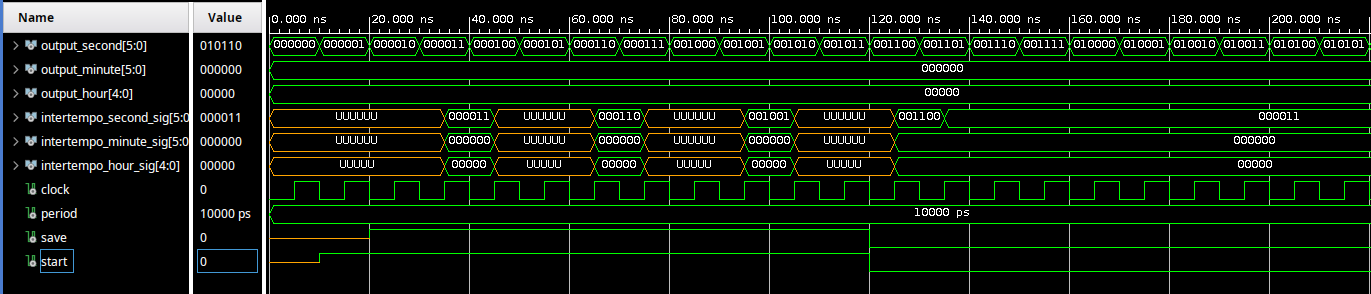 Name Value 0.000 ns 20.000 ns 40.000 ns 60.000 ns 80.000 ns 100.000 ns 120.000 ns 140.000 ns 160.000 ns 180.000 ns 200.000 ns
output_second[5:0] 010110 000000 000001 000010 000011 000100 000101 000110 000111 001000 001001 001010 001011 001100 001101 001110 001111 010000 010001 010010 010011 010100 010101
output_minute[5:0] 000000 000000
output_hour[4:0] 00000 00000
intertempo_second_sig[5:0 000011 UUUUUU 000011 UUUUUU 000110 UUUUUU 001001 UUUUUU 001100 000011
intertempo_minute_sig[5:0 000000 UUUUUU 000000 UUUUUU 000000 UUUUUU 000000 UUUUUU 000000
intertempo_hour_sig[4:0] 00000 UUUUU 00000 UUUUU 00000 UUUUU 00000 UUUUU 00000
clock 0
period 10000 ps 10000 ps
save 0
start 0